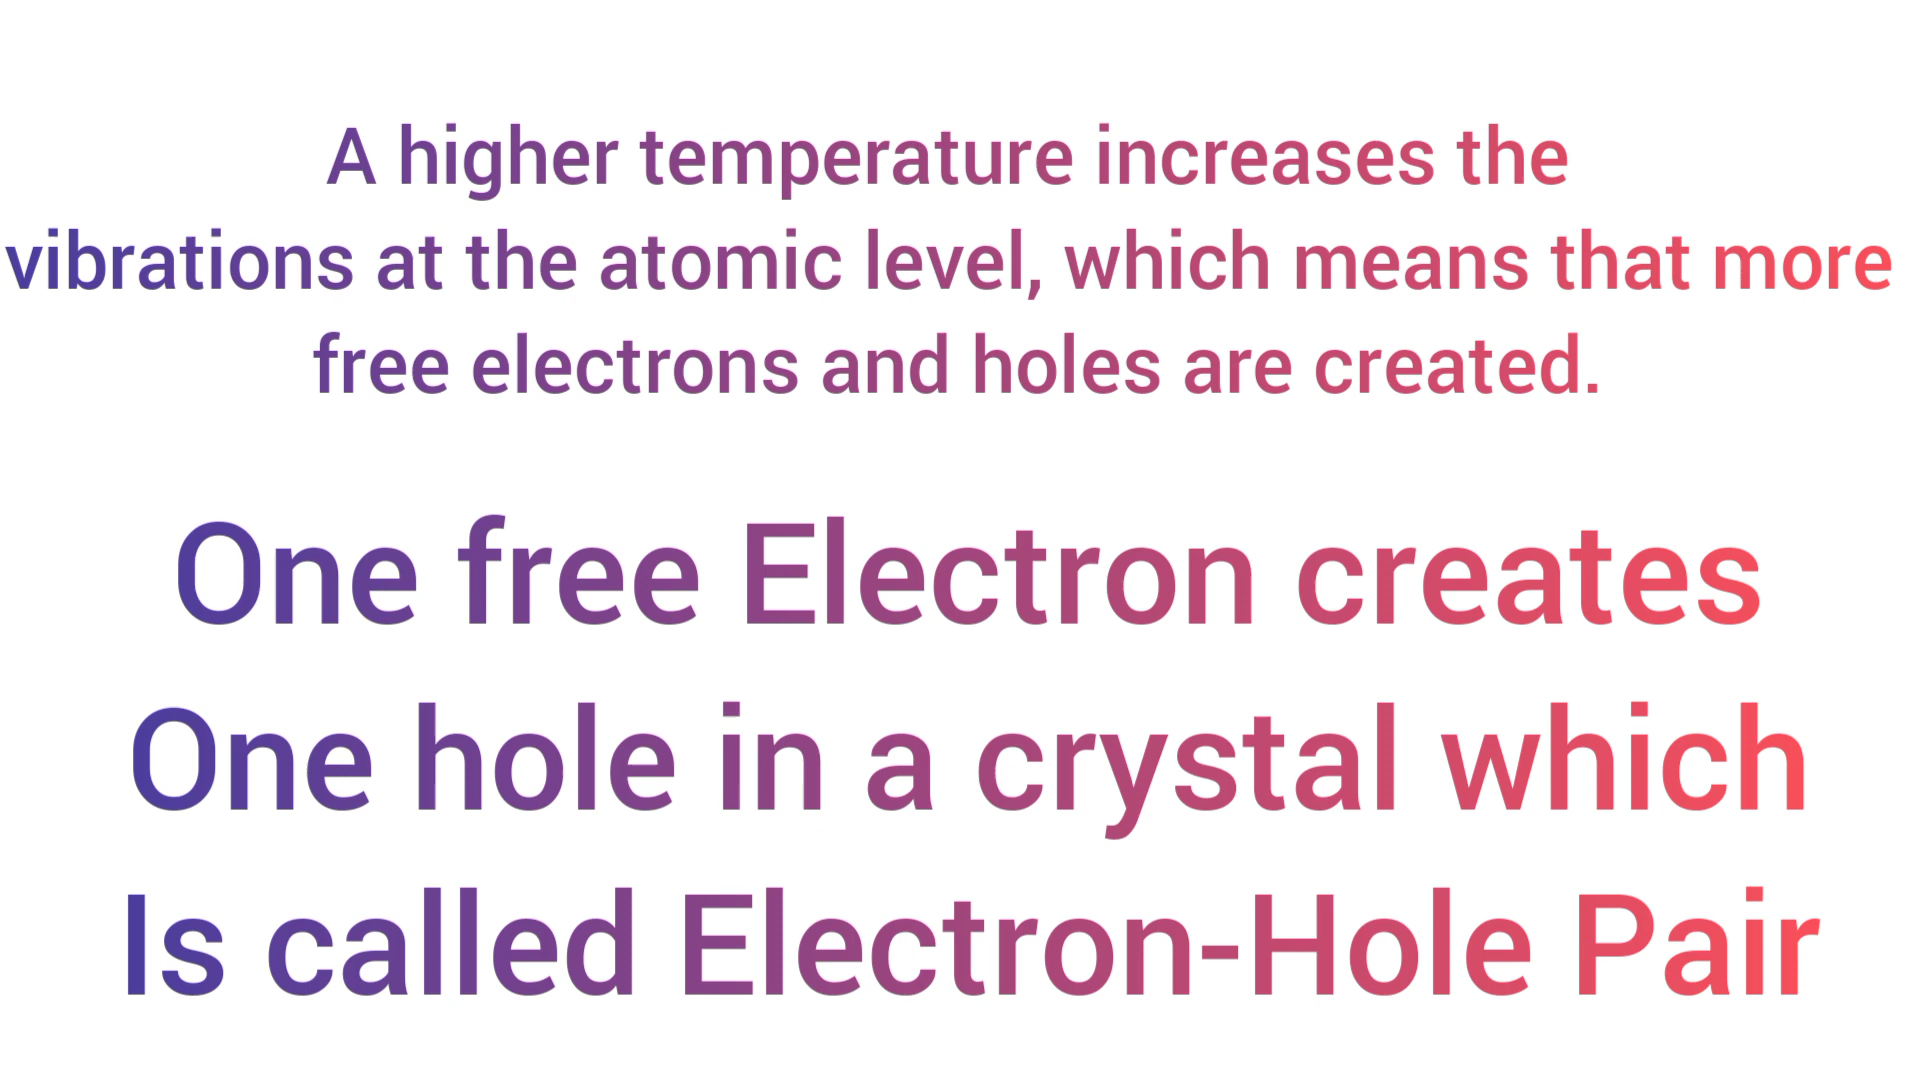 A higher temperature increases the
vibrations at the atomic level, which means that more
free electrons and holes are created.
One free Electron creates
One hole in a crystal which
Is called Electron-Hole Pair